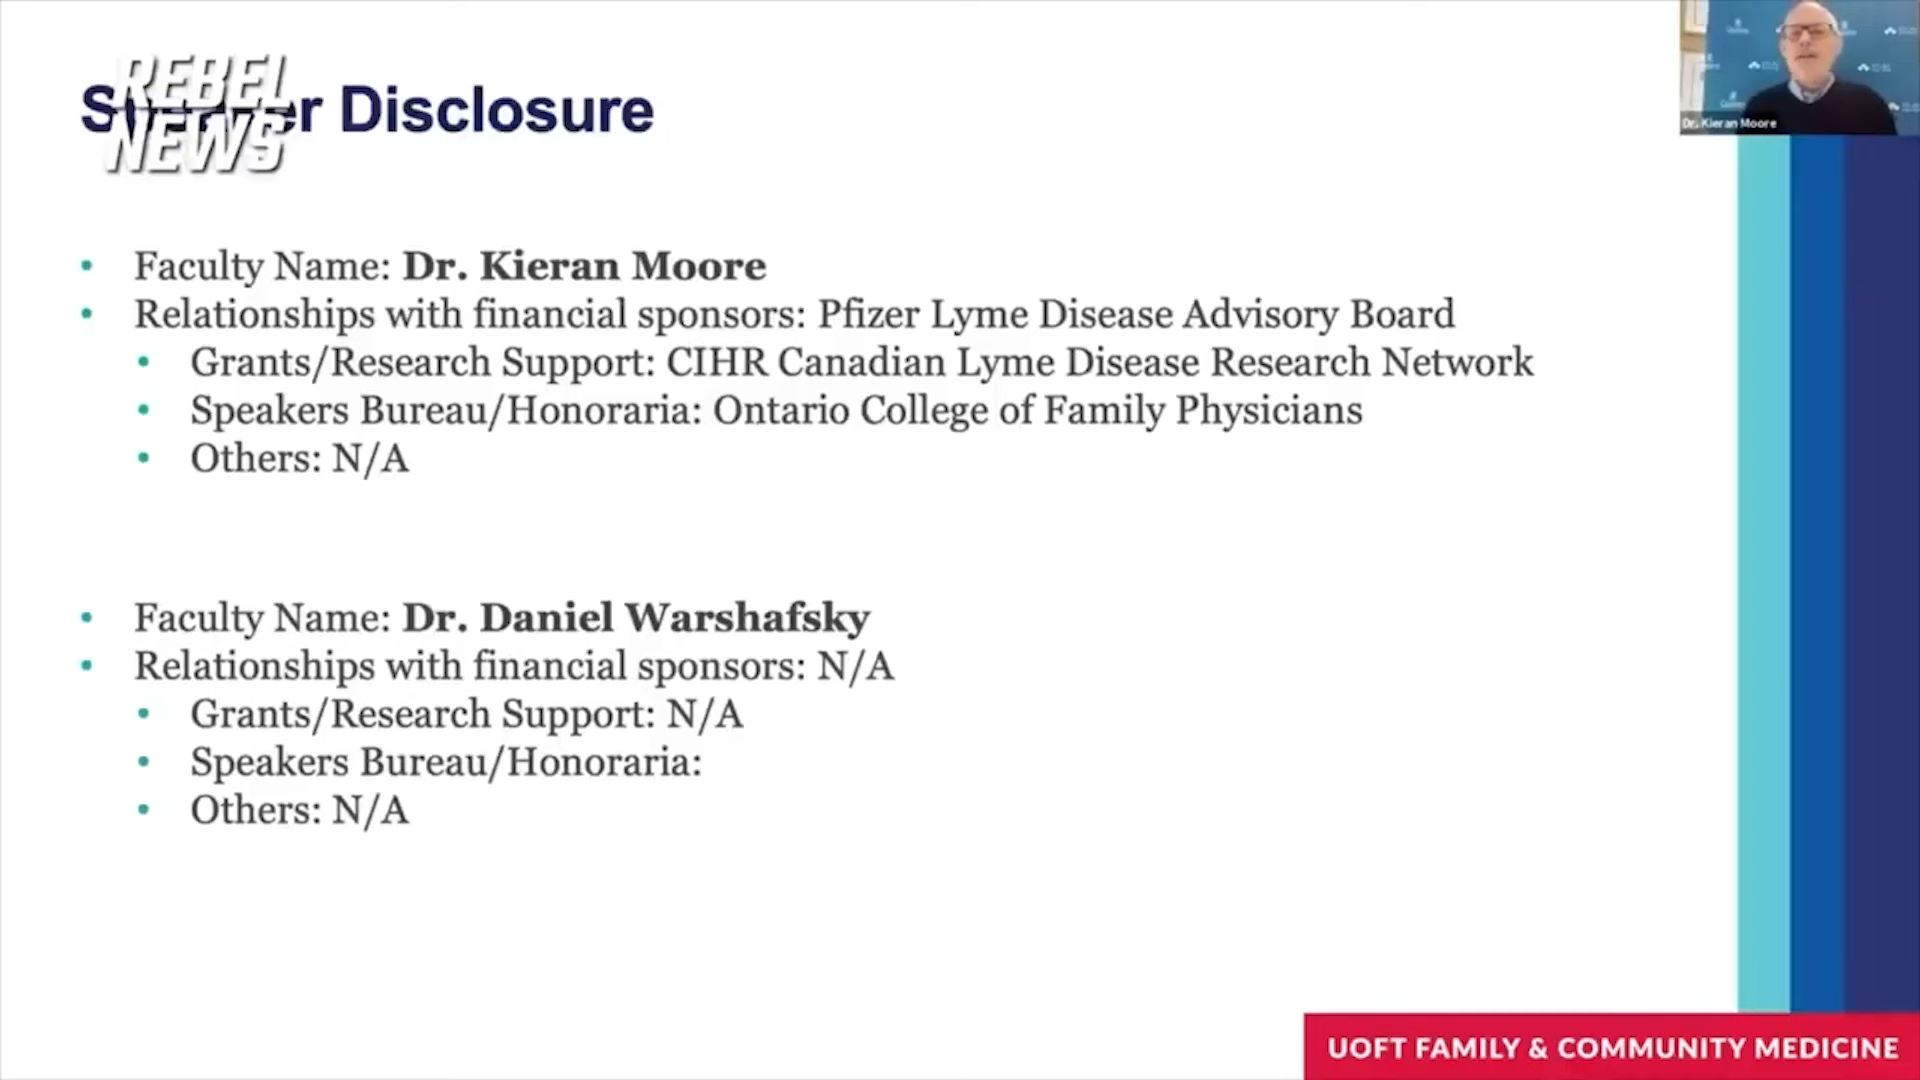 REBEL
NEWS
Speaker Disclosure
Dr. Kieran Moore
• Faculty Name: Dr. Kieran Moore
• Relationships with financial sponsors: Pfizer Lyme Disease Advisory Board
• Grants/Research Support: CIHR Canadian Lyme Disease Research Network
• Speakers Bureau/Honoraria: Ontario College of Family Physicians
• Others: N/A
• Faculty Name: Dr. Daniel Warshafsky
• Relationships with financial sponsors: N/A
• Grants/Research Support: N/A
• Speakers Bureau/Honoraria:
• Others: N/A
UOFT FAMILY & COMMUNITY MEDICINE